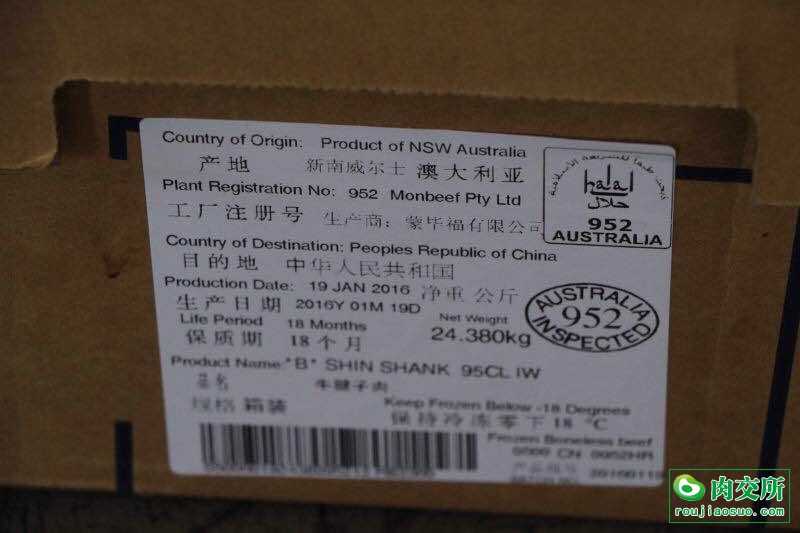 Country of Origin: Product of NSW Australia
产地 新南威尔士 澳大利亚
Plant Registration No: 952 Monbeef Pty Ltd
工厂注册号 生产商：蒙毕福有限公司
halal
حلال
952
AUSTRALIA
Country of Destination: Peoples Republic of China
目的地 中华人民共和国
Production Date: 19 JAN 2016 净重 公斤
生产日期 2016Y 01M 19D
Life Period 18 Months Net Weight
保质期 18个月 24.380kg
AUSTRALIA
952
INSPECTED
Product Name: "B" SHIN SHANK 95CL IW
品名 牛腱子肉
Keep Frozen Below -18 Degrees
规格 箱装 保持冷冻零下18 ℃
Frozen Boneless beef
肉交所
roujiaosuo.com